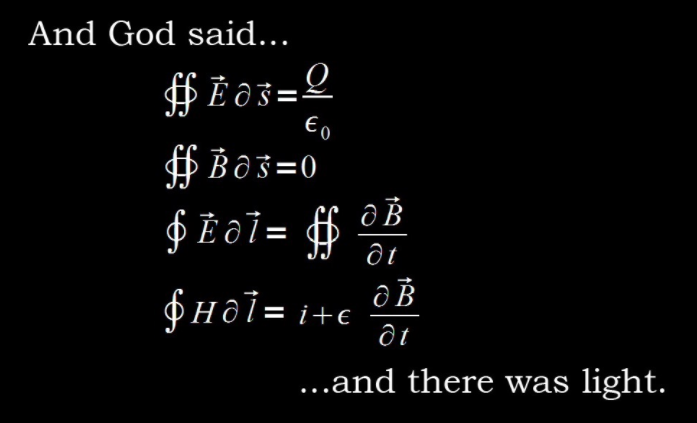 And God said...
∯ E⃗ ∂ s⃗ = Q/ϵ₀
∯ B⃗ ∂ s⃗ = 0
∮ E⃗ ∂ l⃗ = ∯ ∂B⃗/∂t
∮ H ∂ l⃗ = i+ϵ ∂B⃗/∂t
...and there was light.